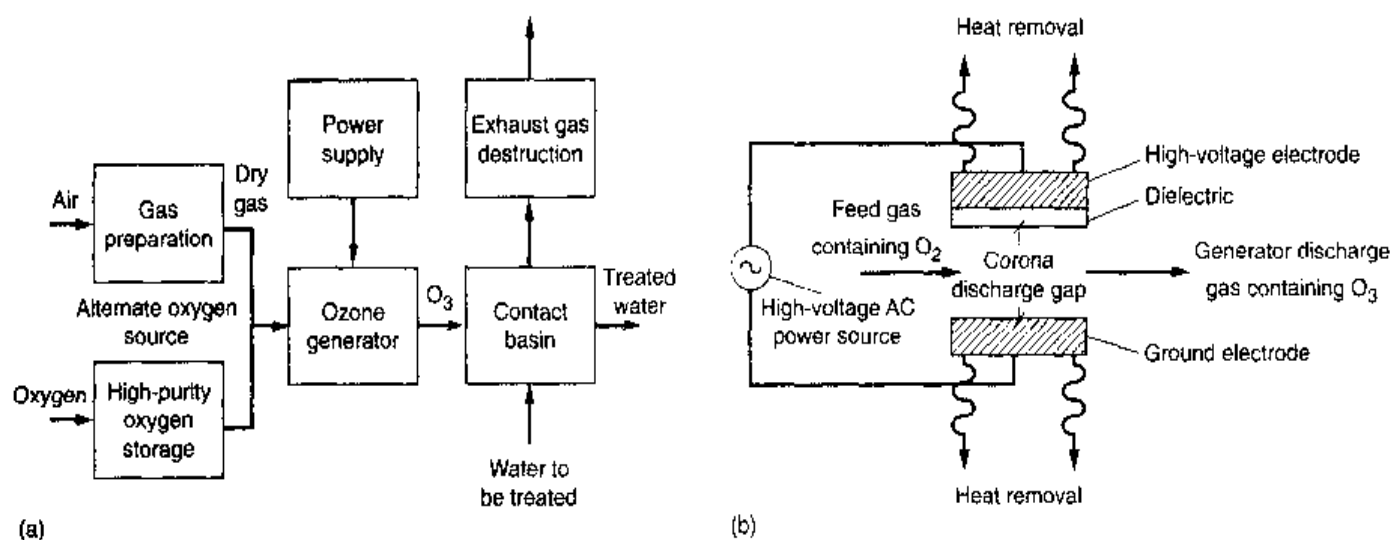 Air
Gas
preparation
Dry
gas
Alternate oxygen
source
Oxygen
High-purity
oxygen
storage
Power
supply
Ozone
generator
O3
Exhaust gas
destruction
Contact
basin
Treated
water
Water to
be treated
(a)
Heat removal
High-voltage electrode
Dielectric
Feed gas
containing O2
Corona
discharge gap
Generator discharge
gas containing O3
High-voltage AC
power source
Ground electrode
Heat removal
(b)